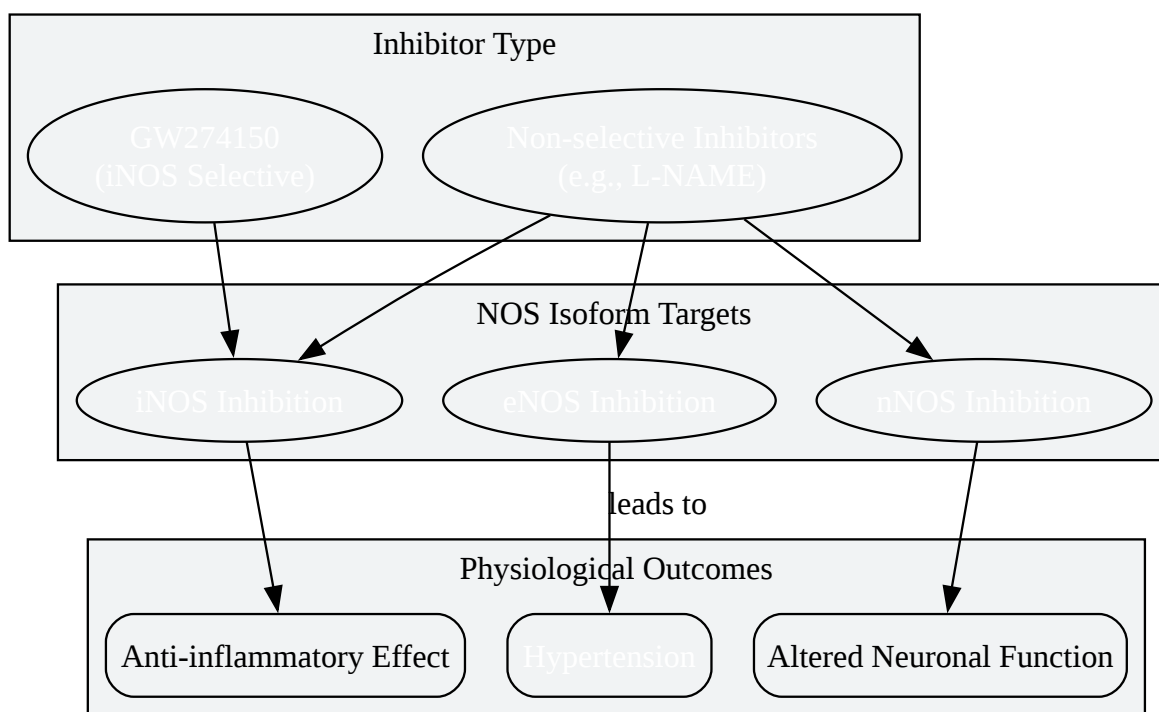 Inhibitor Type
GW274150
(iNOS Selective)
Non-selective Inhibitors
(e.g., L-NAME)
NOS Isoform Targets
iNOS Inhibition
eNOS Inhibition
nNOS Inhibition
leads to
Physiological Outcomes
Anti-inflammatory Effect
Hypertension
Altered Neuronal Function